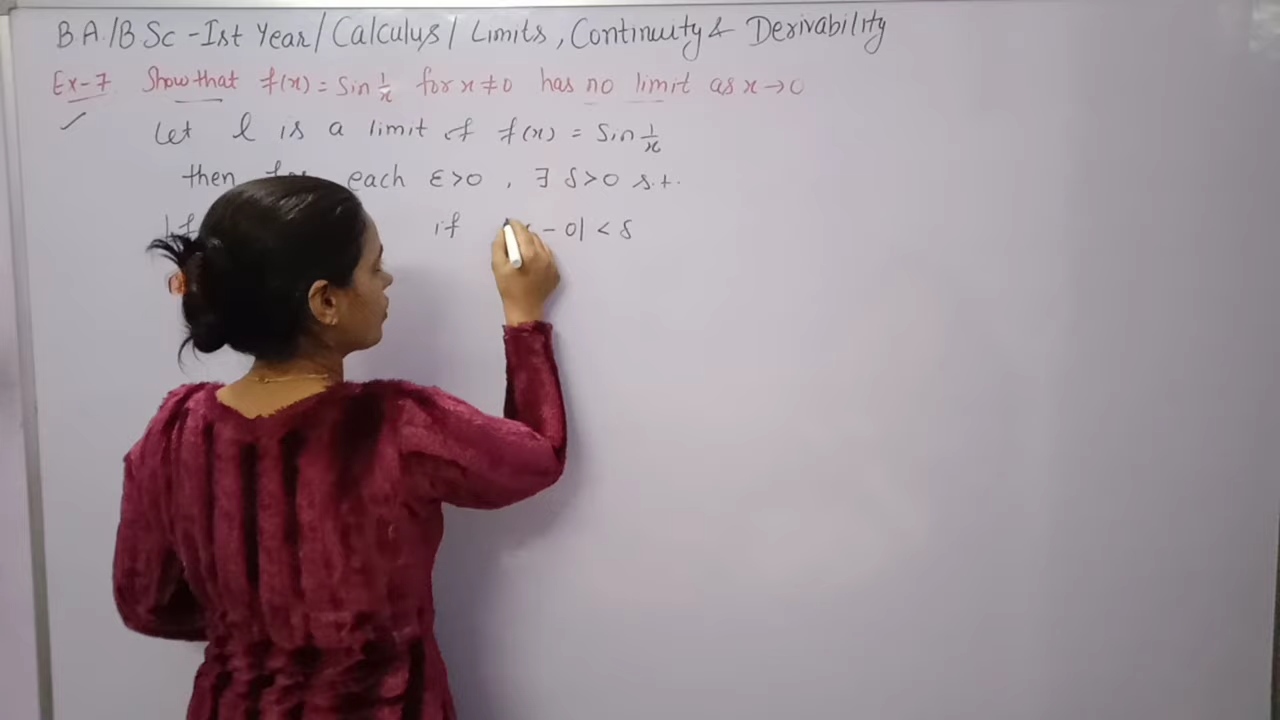 B.A./B Sc - Ist Year/ Calculus/ Limits, Continuity & Derivability
Ex-7 Show that f(x) = Sin 1/x for x ≠ 0 has no limit as x → 0
Let l is a limit of f(x) = Sin 1/x
then each ε>0, ∃ δ>0 s.t.
if - 0| < δ